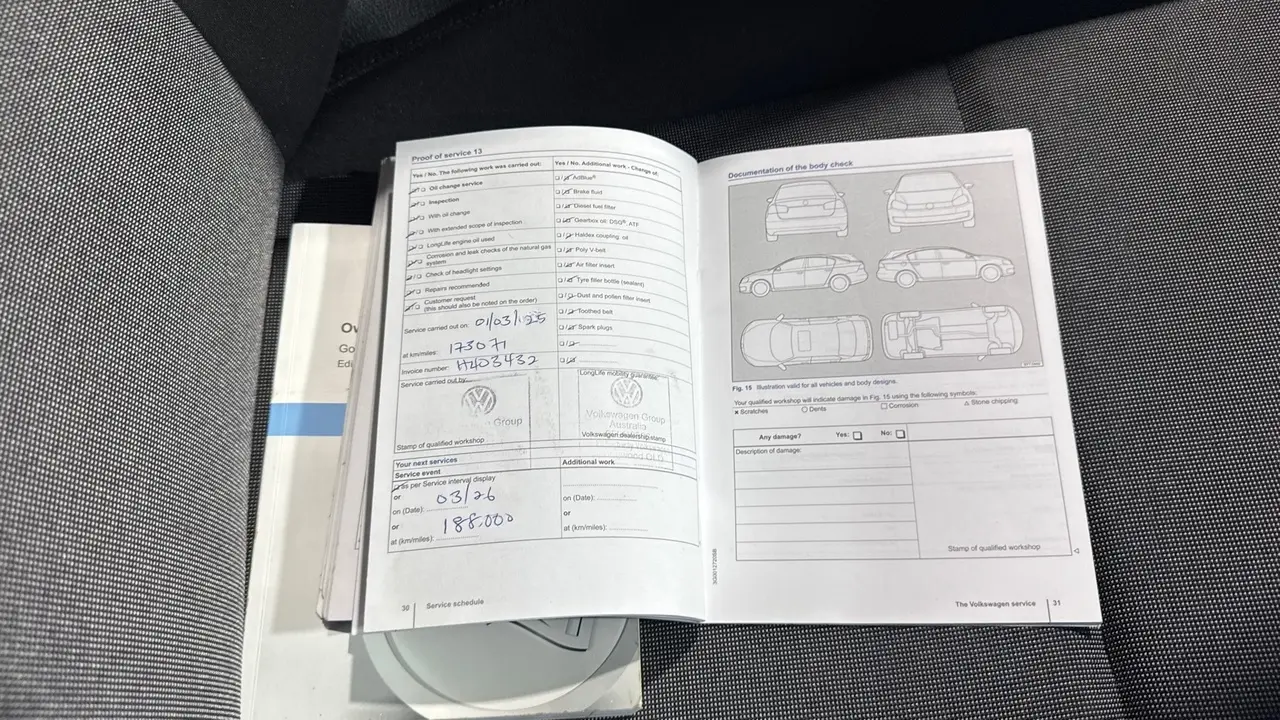 Ow
Go
Edi
Proof of service 13
Yes / No. The following work was carried out:
Oil change service
Inspection
With oil change
With extended scope of inspection
LongLife engine oil used
Corrosion and leak checks of the natural gas
system
Check of headlight settings
Repairs recommended
Customer request
(this should also be noted on the order)
Service carried out on: 01/03/25
at km/miles: 173071
Invoice number: H403432
Service carried out by:
Group
Stamp of qualified workshop
Yes / No. Additional work - Change of:
AdBlue®
Brake fluid
Diesel fuel filter
Gearbox oil: DSG®, ATF
Haldex coupling oil
Poly V-belt
Air filter insert
Tyre filler bottle (sealant)
Dust and pollen filter insert
Toothed belt
Spark plugs
LongLife mobility guarantee:
Volkswagen Group
Australia
Volkswagen dealership stamp
Your next services
Service event
as per Service interval display
or
on (Date): 03/26
or
at (km/miles): 188,000
Additional work
on (Date):
or
at (km/miles):
30 Service schedule
Documentation of the body check
Fig. 15 Illustration valid for all vehicles and body designs.
Your qualified workshop will indicate damage in Fig. 15 using the following symbols:
× Scratches ○ Dents □ Corrosion △ Stone chipping
Any damage? Yes: No:
Description of damage:
Stamp of qualified workshop
The Volkswagen service 31